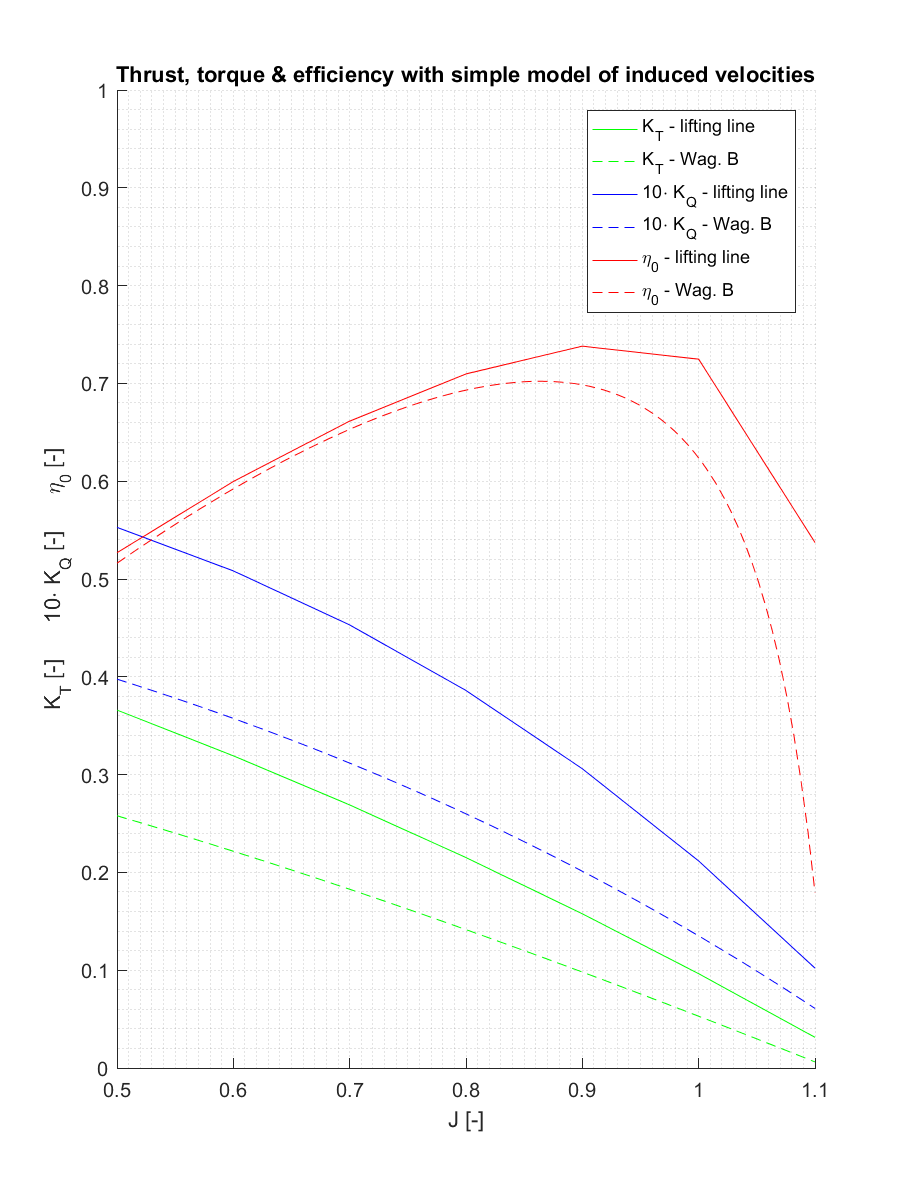 Thrust, torque & efficiency with simple model of induced velocities
1
0.9
0.8
0.7
0.6
0.5
0.4
0.3
0.2
0.1
0
K_T [-] 10· K_Q [-] η_0 [-]
K_T - lifting line
K_T - Wag. B
10· K_Q - lifting line
10· K_Q - Wag. B
η_0 - lifting line
η_0 - Wag. B
0.5 0.6 0.7 0.8 0.9 1 1.1
J [-]